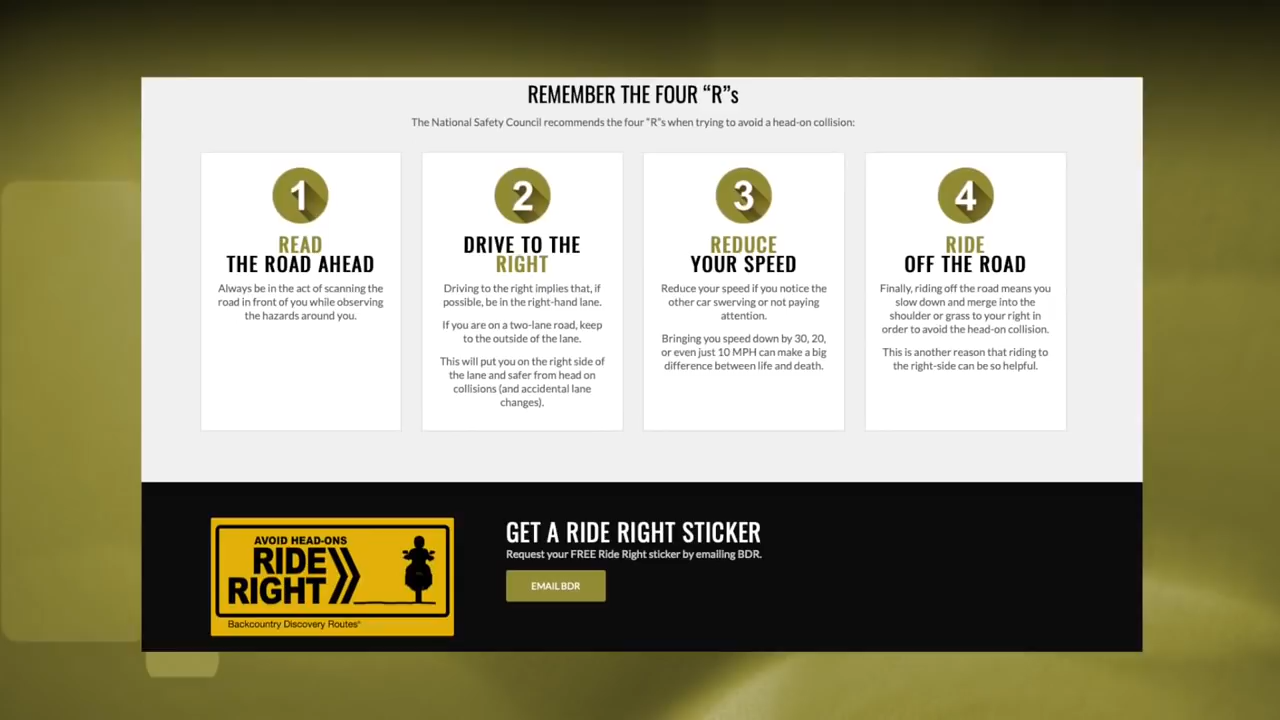 REMEMBER THE FOUR “R”s
The National Safety Council recommends the four “R”s when trying to avoid a head-on collision:
1
READ
THE ROAD AHEAD
Always be in the act of scanning the
road in front of you while observing
the hazards around you.
2
DRIVE TO THE
RIGHT
Driving to the right implies that, if
possible, be in the right-hand lane.
If you are on a two-lane road, keep
to the outside of the lane.
This will put you on the right side of
the lane and safer from head on
collisions (and accidental lane
changes).
3
REDUCE
YOUR SPEED
Reduce your speed if you notice the
other car swerving or not paying
attention.
Bringing you speed down by 30, 20,
or even just 10 MPH can make a big
difference between life and death.
4
RIDE
OFF THE ROAD
Finally, riding off the road means you
slow down and merge into the
shoulder or grass to your right in
order to avoid the head-on collision.
This is another reason that riding to
the right-side can be so helpful.
AVOID HEAD-ONS
RIDE
RIGHT
Backcountry Discovery Routes®
GET A RIDE RIGHT STICKER
Request your FREE Ride Right sticker by emailing BDR.
EMAIL BDR